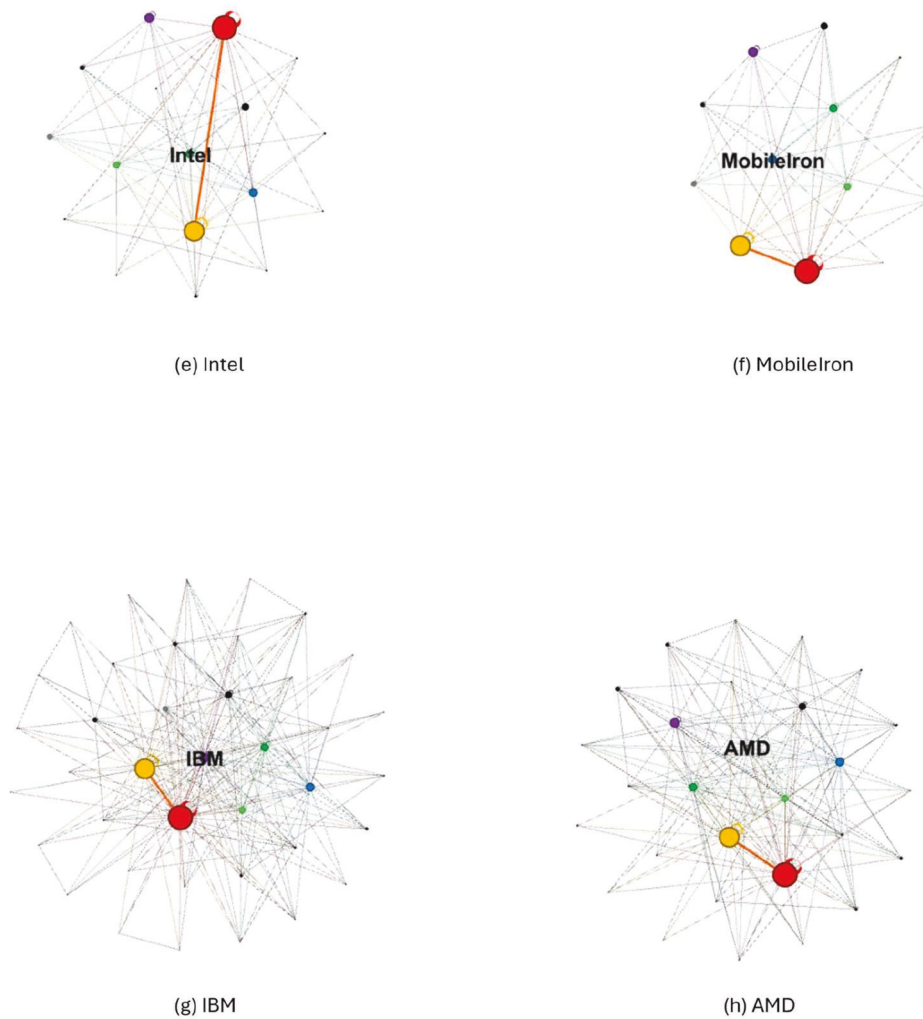 Intel
MobileIron
(e) Intel
(f) MobileIron
IBM
AMD
(g) IBM
(h) AMD